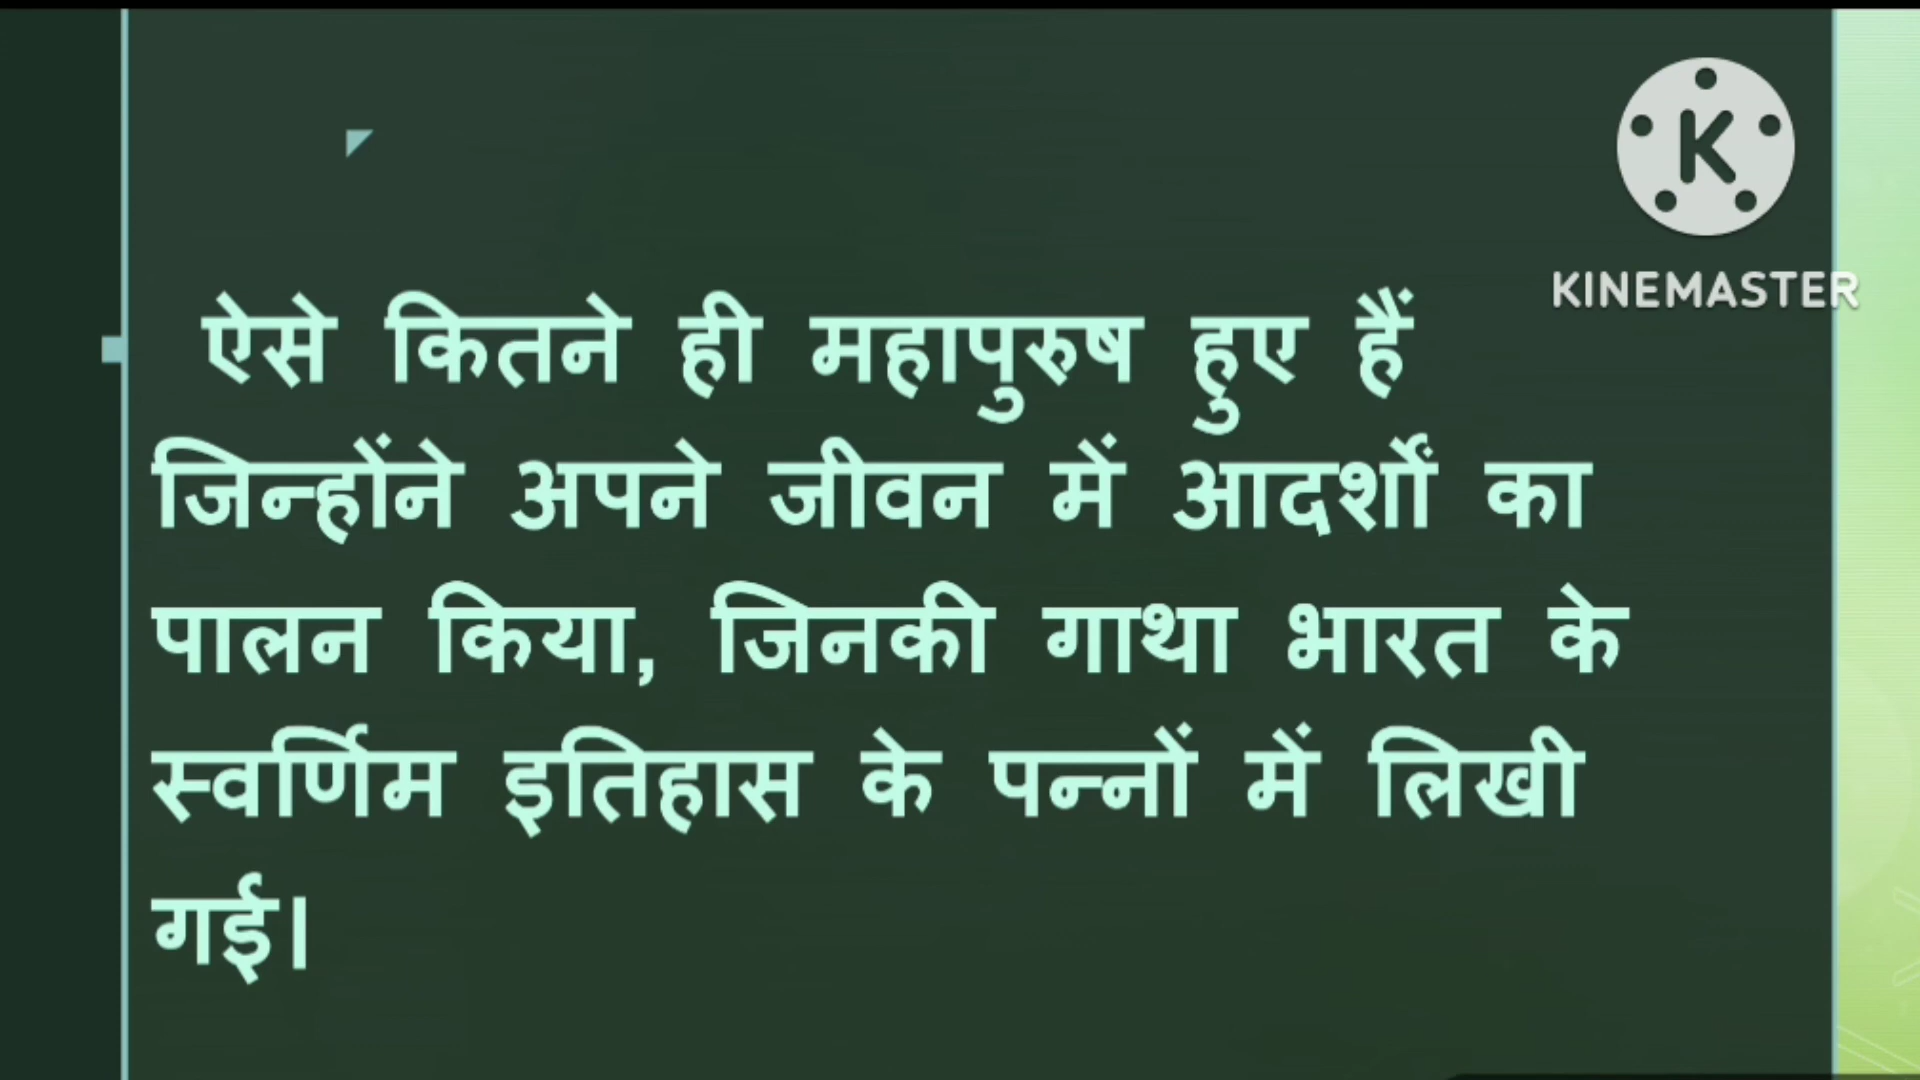 K
KINEMASTER
ऐसे कितने ही महापुरुष हुए हैं
जिन्होंने अपने जीवन में आदर्शों का
पालन किया, जिनकी गाथा भारत के
स्वर्णिम इतिहास के पन्नों में लिखी
गई।